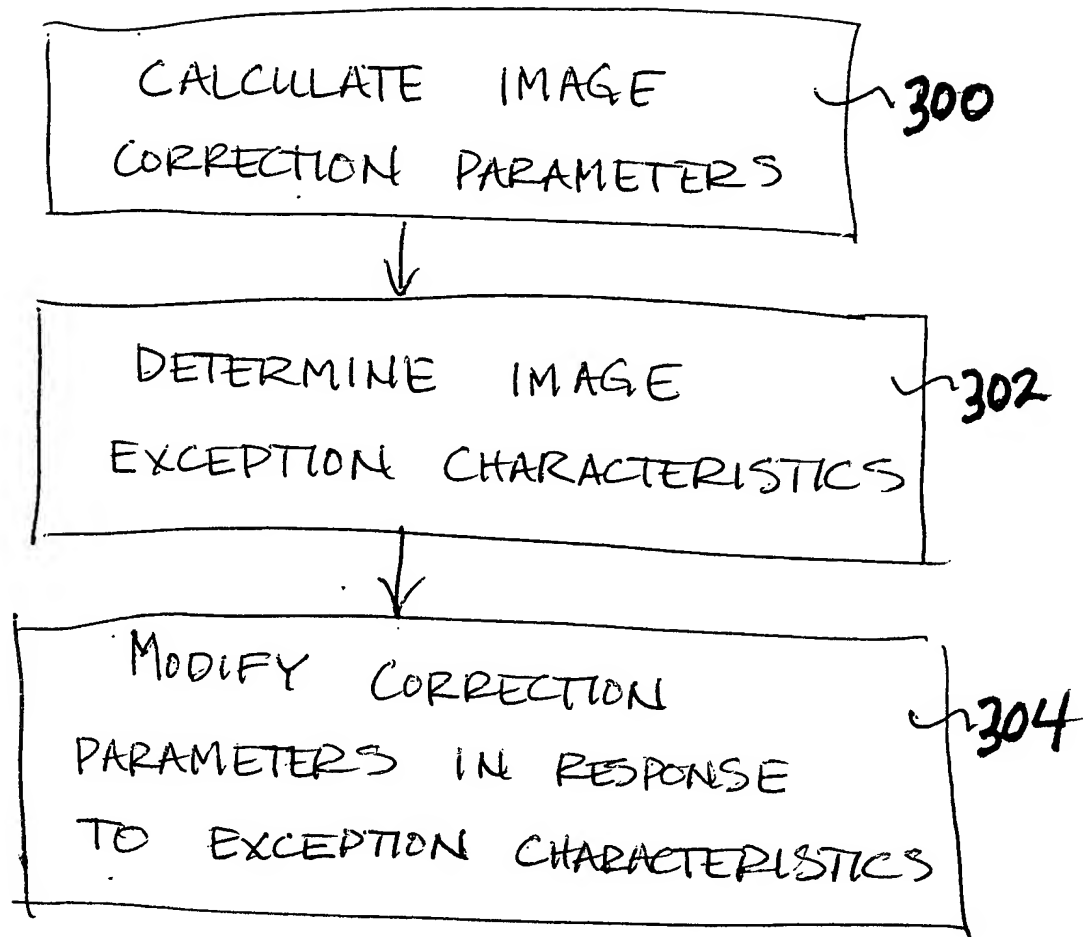 CALCULATE IMAGE
CORRECTION PARAMETERS
300
DETERMINE IMAGE
EXCEPTION CHARACTERISTICS
302
MODIFY CORRECTION
PARAMETERS IN RESPONSE
TO EXCEPTION CHARACTERISTICS
304